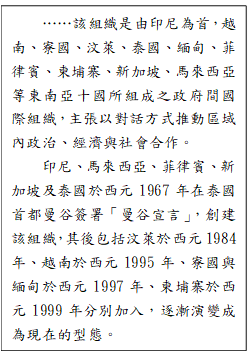 ……該組織是由印尼為首，越
南、寮國、汶萊、泰國、緬甸、菲
律賓、柬埔寨、新加坡、馬來西亞
等東南亞十國所組成之政府間國
際組織，主張以對話方式推動區域
內政治、經濟與社會合作。
印尼、馬來西亞、菲律賓、新
加坡及泰國於西元 1967 年在泰國
首都曼谷簽署「曼谷宣言」，創建
該組織，其後包括汶萊於西元 1984
年、越南於西元 1995 年、寮國與
緬甸於西元 1997 年、柬埔寨於西
元 1999 年分別加入，逐漸演變成
為現在的型態。